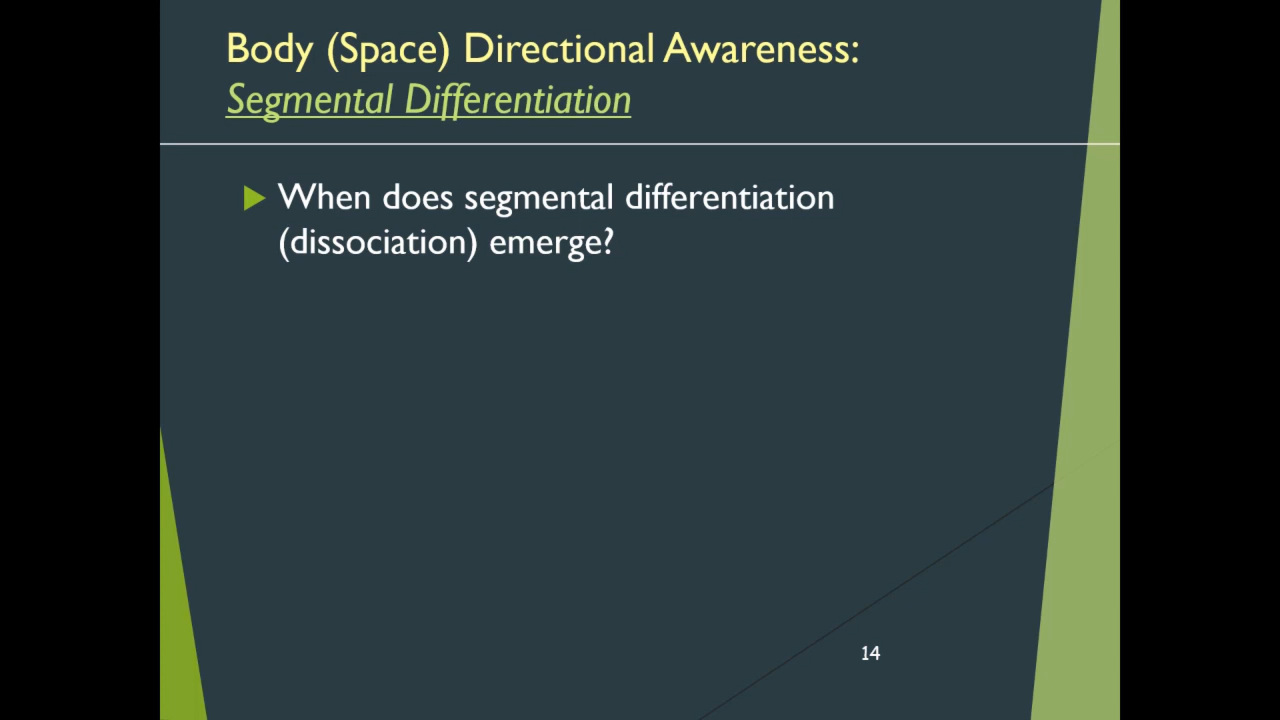 Body (Space) Directional Awareness:
Segmental Differentiation
When does segmental differentiation
(dissociation) emerge?
14